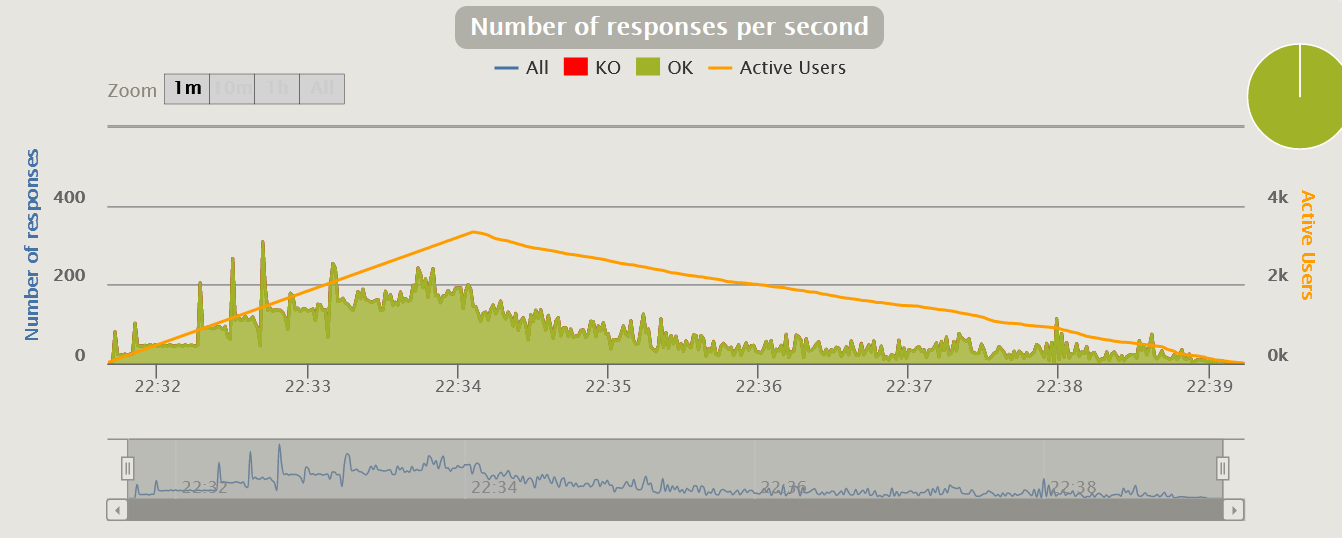 Number of responses per second
All KO OK Active Users
Zoom 1m 10m 1h All
Number of responses
400
200
0
4k
2k
0k
Active Users
22:32 22:33 22:34 22:35 22:36 22:37 22:38 22:39
22:32 22:34 22:36 22:38